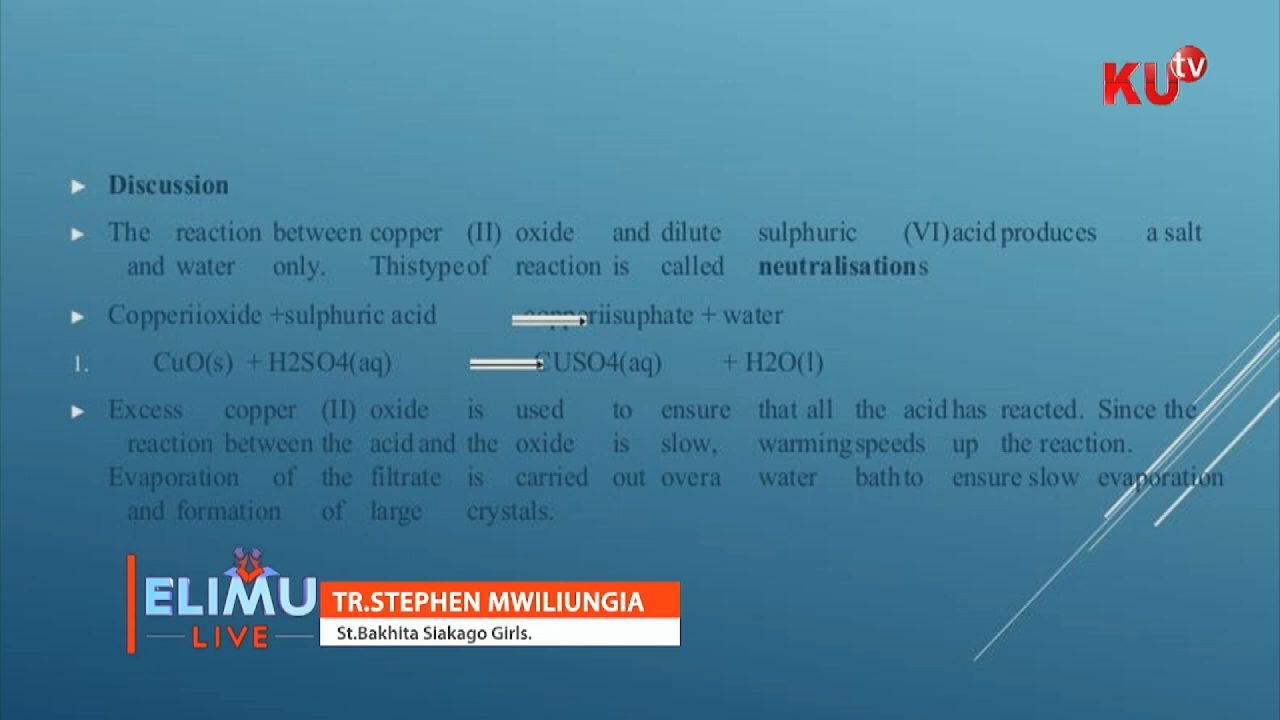 KU tv
Discussion
The reaction between copper (II) oxide and dilute sulphuric (VI)acid produces a salt
and water only. Thistypeof reaction is called neutralisations
Copperiioxide +sulphuric acid copperiisuphate + water
1. CuO(s) + H2SO4(aq) CUSO4(aq) + H2O(l)
Excess copper (II) oxide is used to ensure that all the acid has reacted. Since the
reaction between the acid and the oxide is slow, warmingspeeds up the reaction.
Evaporation of the filtrate is carried out overa water bathto ensure slow evaporation
and formation of large crystals.
ELIMU
LIVE
TR.STEPHEN MWILIUNGIA
St.Bakhita Siakago Girls.